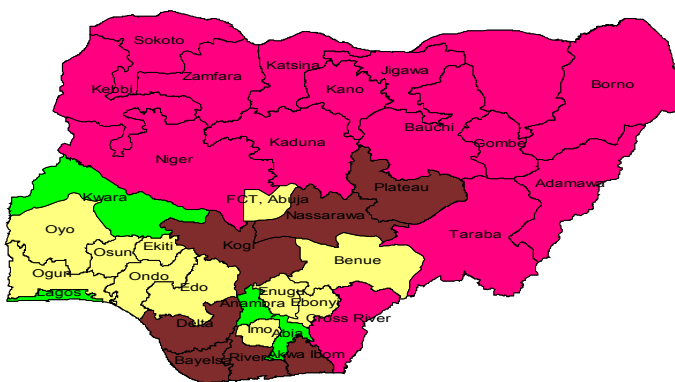 Sokoto
Katsina
Jigawa
Zamfara
Borno
Kebbi
Kano
Bauchi
Gombe
Kaduna
Niger
Adamawa
Plateau
Kwara
FCT, Abuja
Nassarawa
Taraba
Oyo
Kogi
Ekiti
Osun
Benue
Ogun
Ondo
Edo
Lagos
Enugu
Anambra
Ebonyi
Cross River
Delta
Imo
Abia
Akwa Ibom
Bayelsa
Rivers